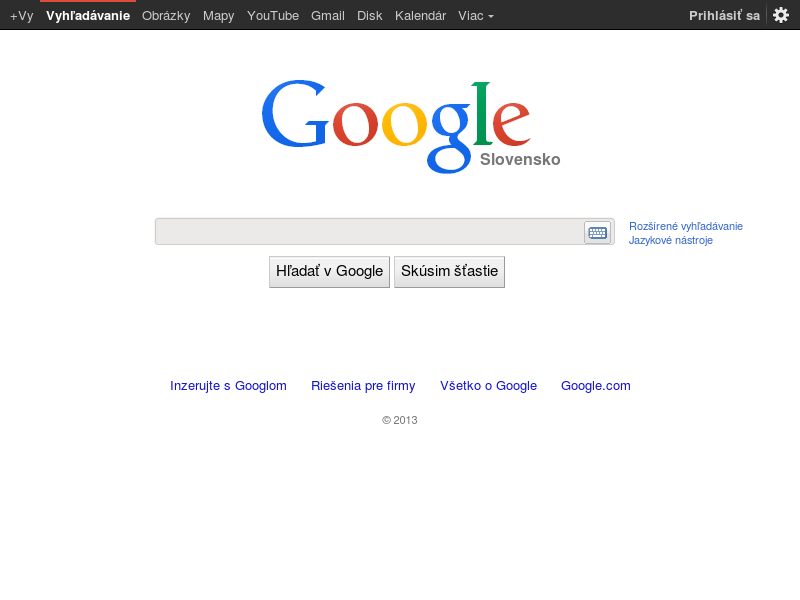 +Vy Vyhľadávanie Obrázky Mapy YouTube Gmail Disk Kalendár Viac Prihlásiť sa
Google
Slovensko
Rozšírené vyhľadávanie
Jazykové nástroje
Hľadať v Google Skúsim šťastie
Inzerujte s Googlom Riešenia pre firmy Všetko o Google Google.com
© 2013